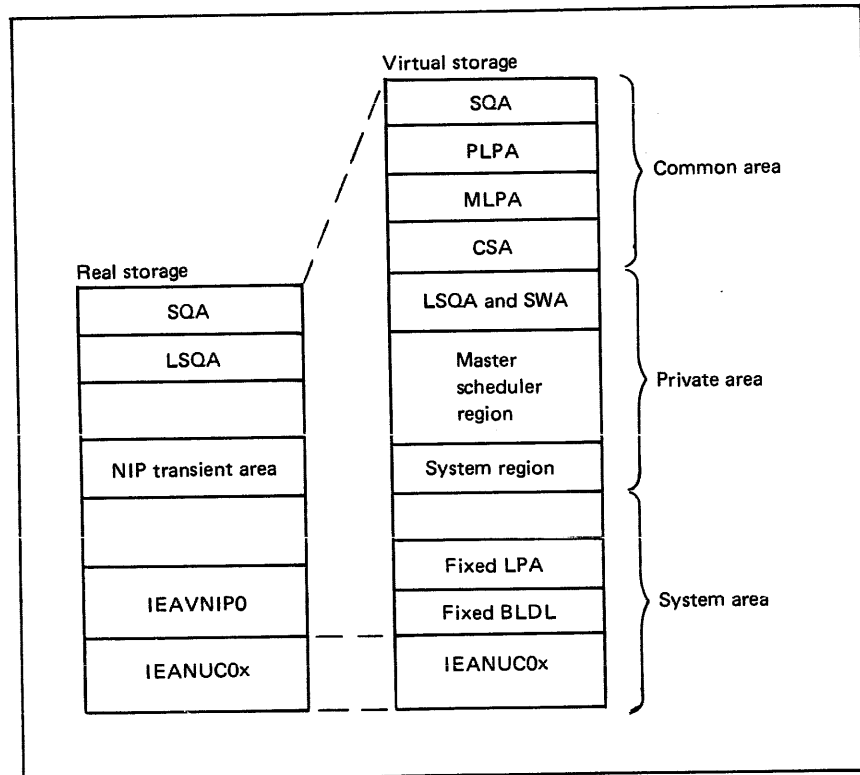 Virtual storage
SQA
PLPA
MLPA
CSA
Common area
LSQA and SWA
Master
scheduler
region
System region
Private area
Fixed LPA
Fixed BLDL
IEANUC0x
System area
Real storage
SQA
LSQA
NIP transient area
IEAVNIP0
IEANUC0x